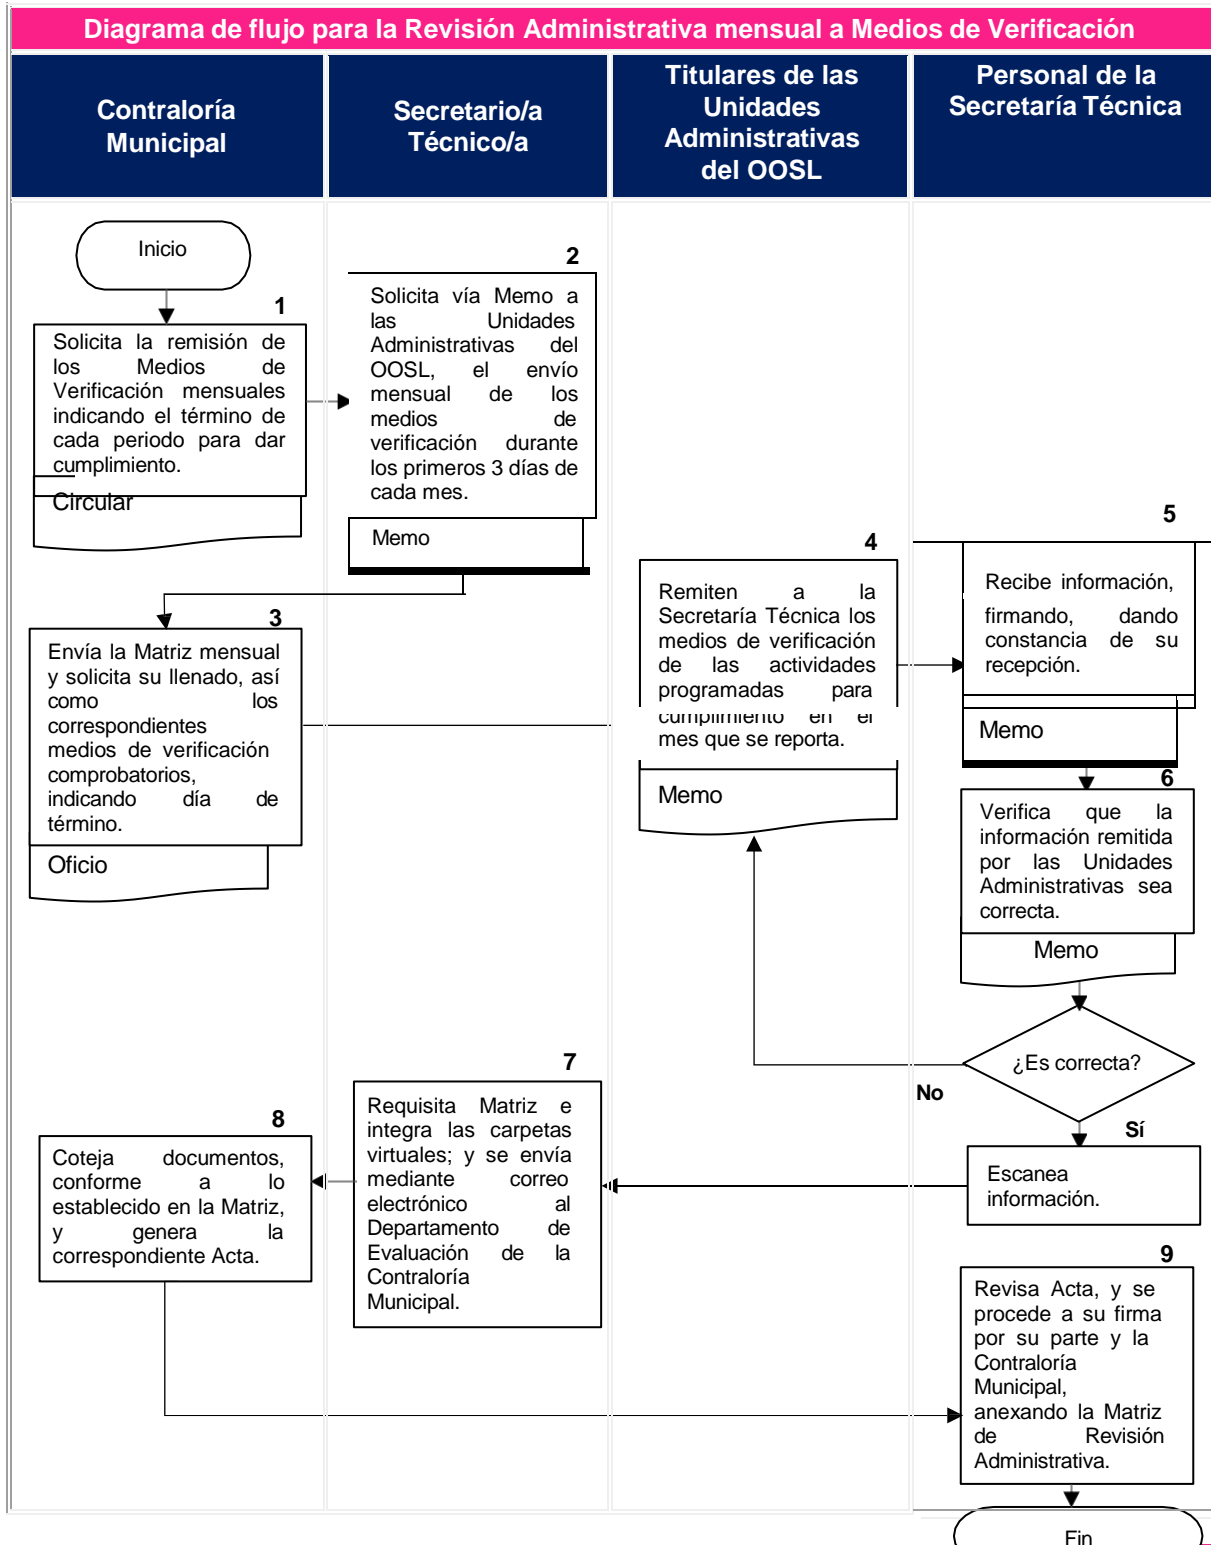 Diagrama de flujo para la Revisión Administrativa mensual a Medios de Verificación
Contraloría
Municipal
Secretario/a
Técnico/a
Titulares de las
Unidades
Administrativas
del OOSL
Personal de la
Secretaría Técnica
Inicio
1
Solicita la remisión de
los Medios de
Verificación mensuales
indicando el término de
cada periodo para dar
cumplimiento.
Circular
2
Solicita vía Memo a
las Unidades
Administrativas del
OOSL, el envío
mensual de los
medios de
verificación durante
los primeros 3 días de
cada mes.
Memo
3
Envía la Matriz mensual
y solicita su llenado, así
como los
correspondientes
medios de verificación
comprobatorios,
indicando día de
término.
Oficio
4
Remiten a la
Secretaría Técnica los
medios de verificación
de las actividades
programadas para
cumplimiento en el
mes que se reporta.
Memo
5
Recibe información,
firmando, dando
constancia de su
recepción.
Memo
6
Verifica que la
información remitida
por las Unidades
Administrativas sea
correcta.
Memo
¿Es correcta?
No
Sí
Escanea
información.
7
Requisita Matriz e
integra las carpetas
virtuales; y se envía
mediante correo
electrónico al
Departamento de
Evaluación de la
Contraloría
Municipal.
8
Coteja documentos,
conforme a lo
establecido en la Matriz,
y genera la
correspondiente Acta.
9
Revisa Acta, y se
procede a su firma
por su parte y la
Contraloría
Municipal,
anexando la Matriz
de Revisión
Administrativa.
Fin